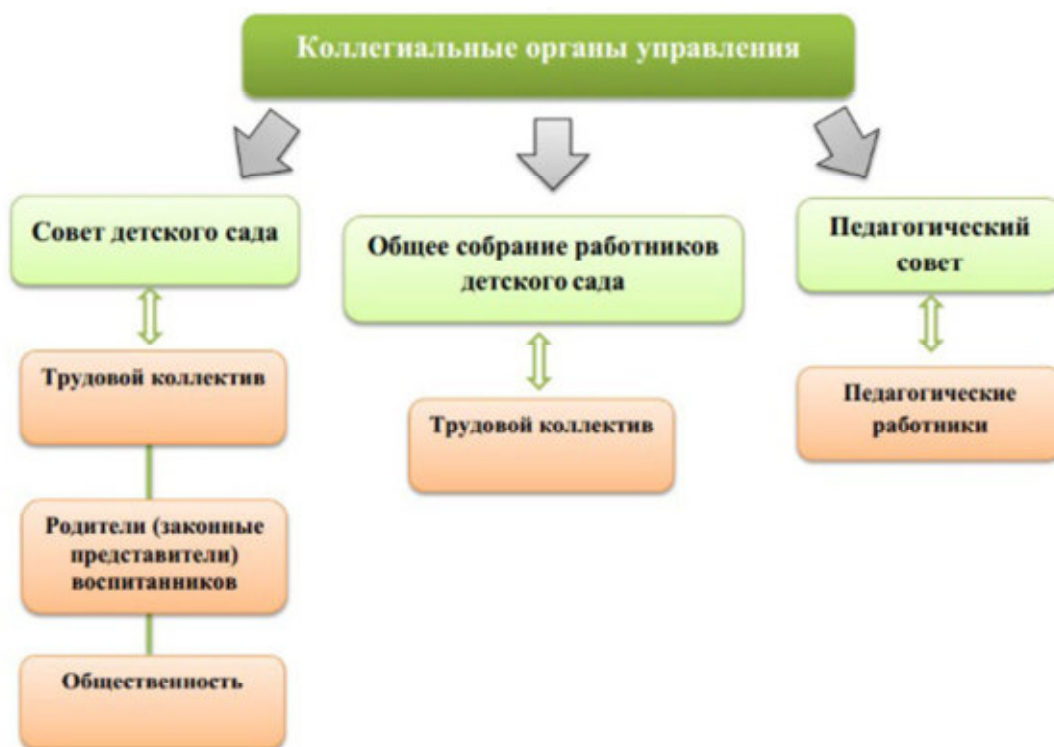 Коллегиальные органы управления
Совет детского сада
Общее собрание работников
детского сада
Педагогический
совет
Трудовой коллектив
Трудовой коллектив
Педагогические
работники
Родители (законные
представители)
воспитанников
Общественность